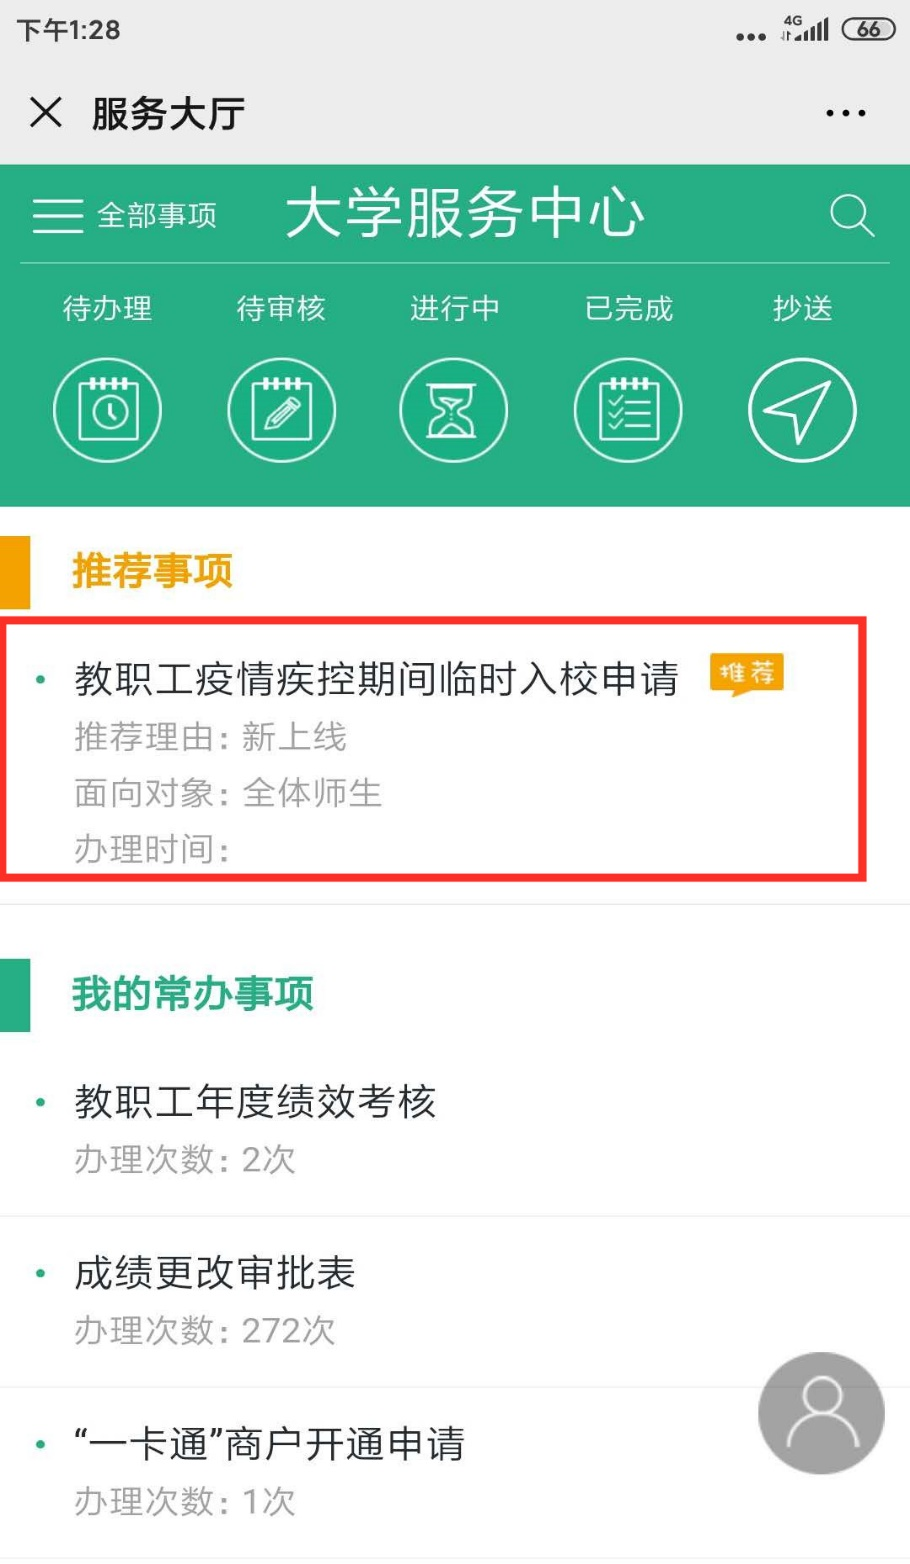 下午1:28
4G
66
服务大厅
全部事项
大学服务中心
待办理
待审核
进行中
已完成
抄送
推荐事项
教职工疫情疾控期间临时入校申请 推荐
推荐理由: 新上线
面向对象: 全体师生
办理时间:
我的常办事项
教职工年度绩效考核
办理次数: 2次
成绩更改审批表
办理次数: 272次
“一卡通”商户开通申请
办理次数: 1次